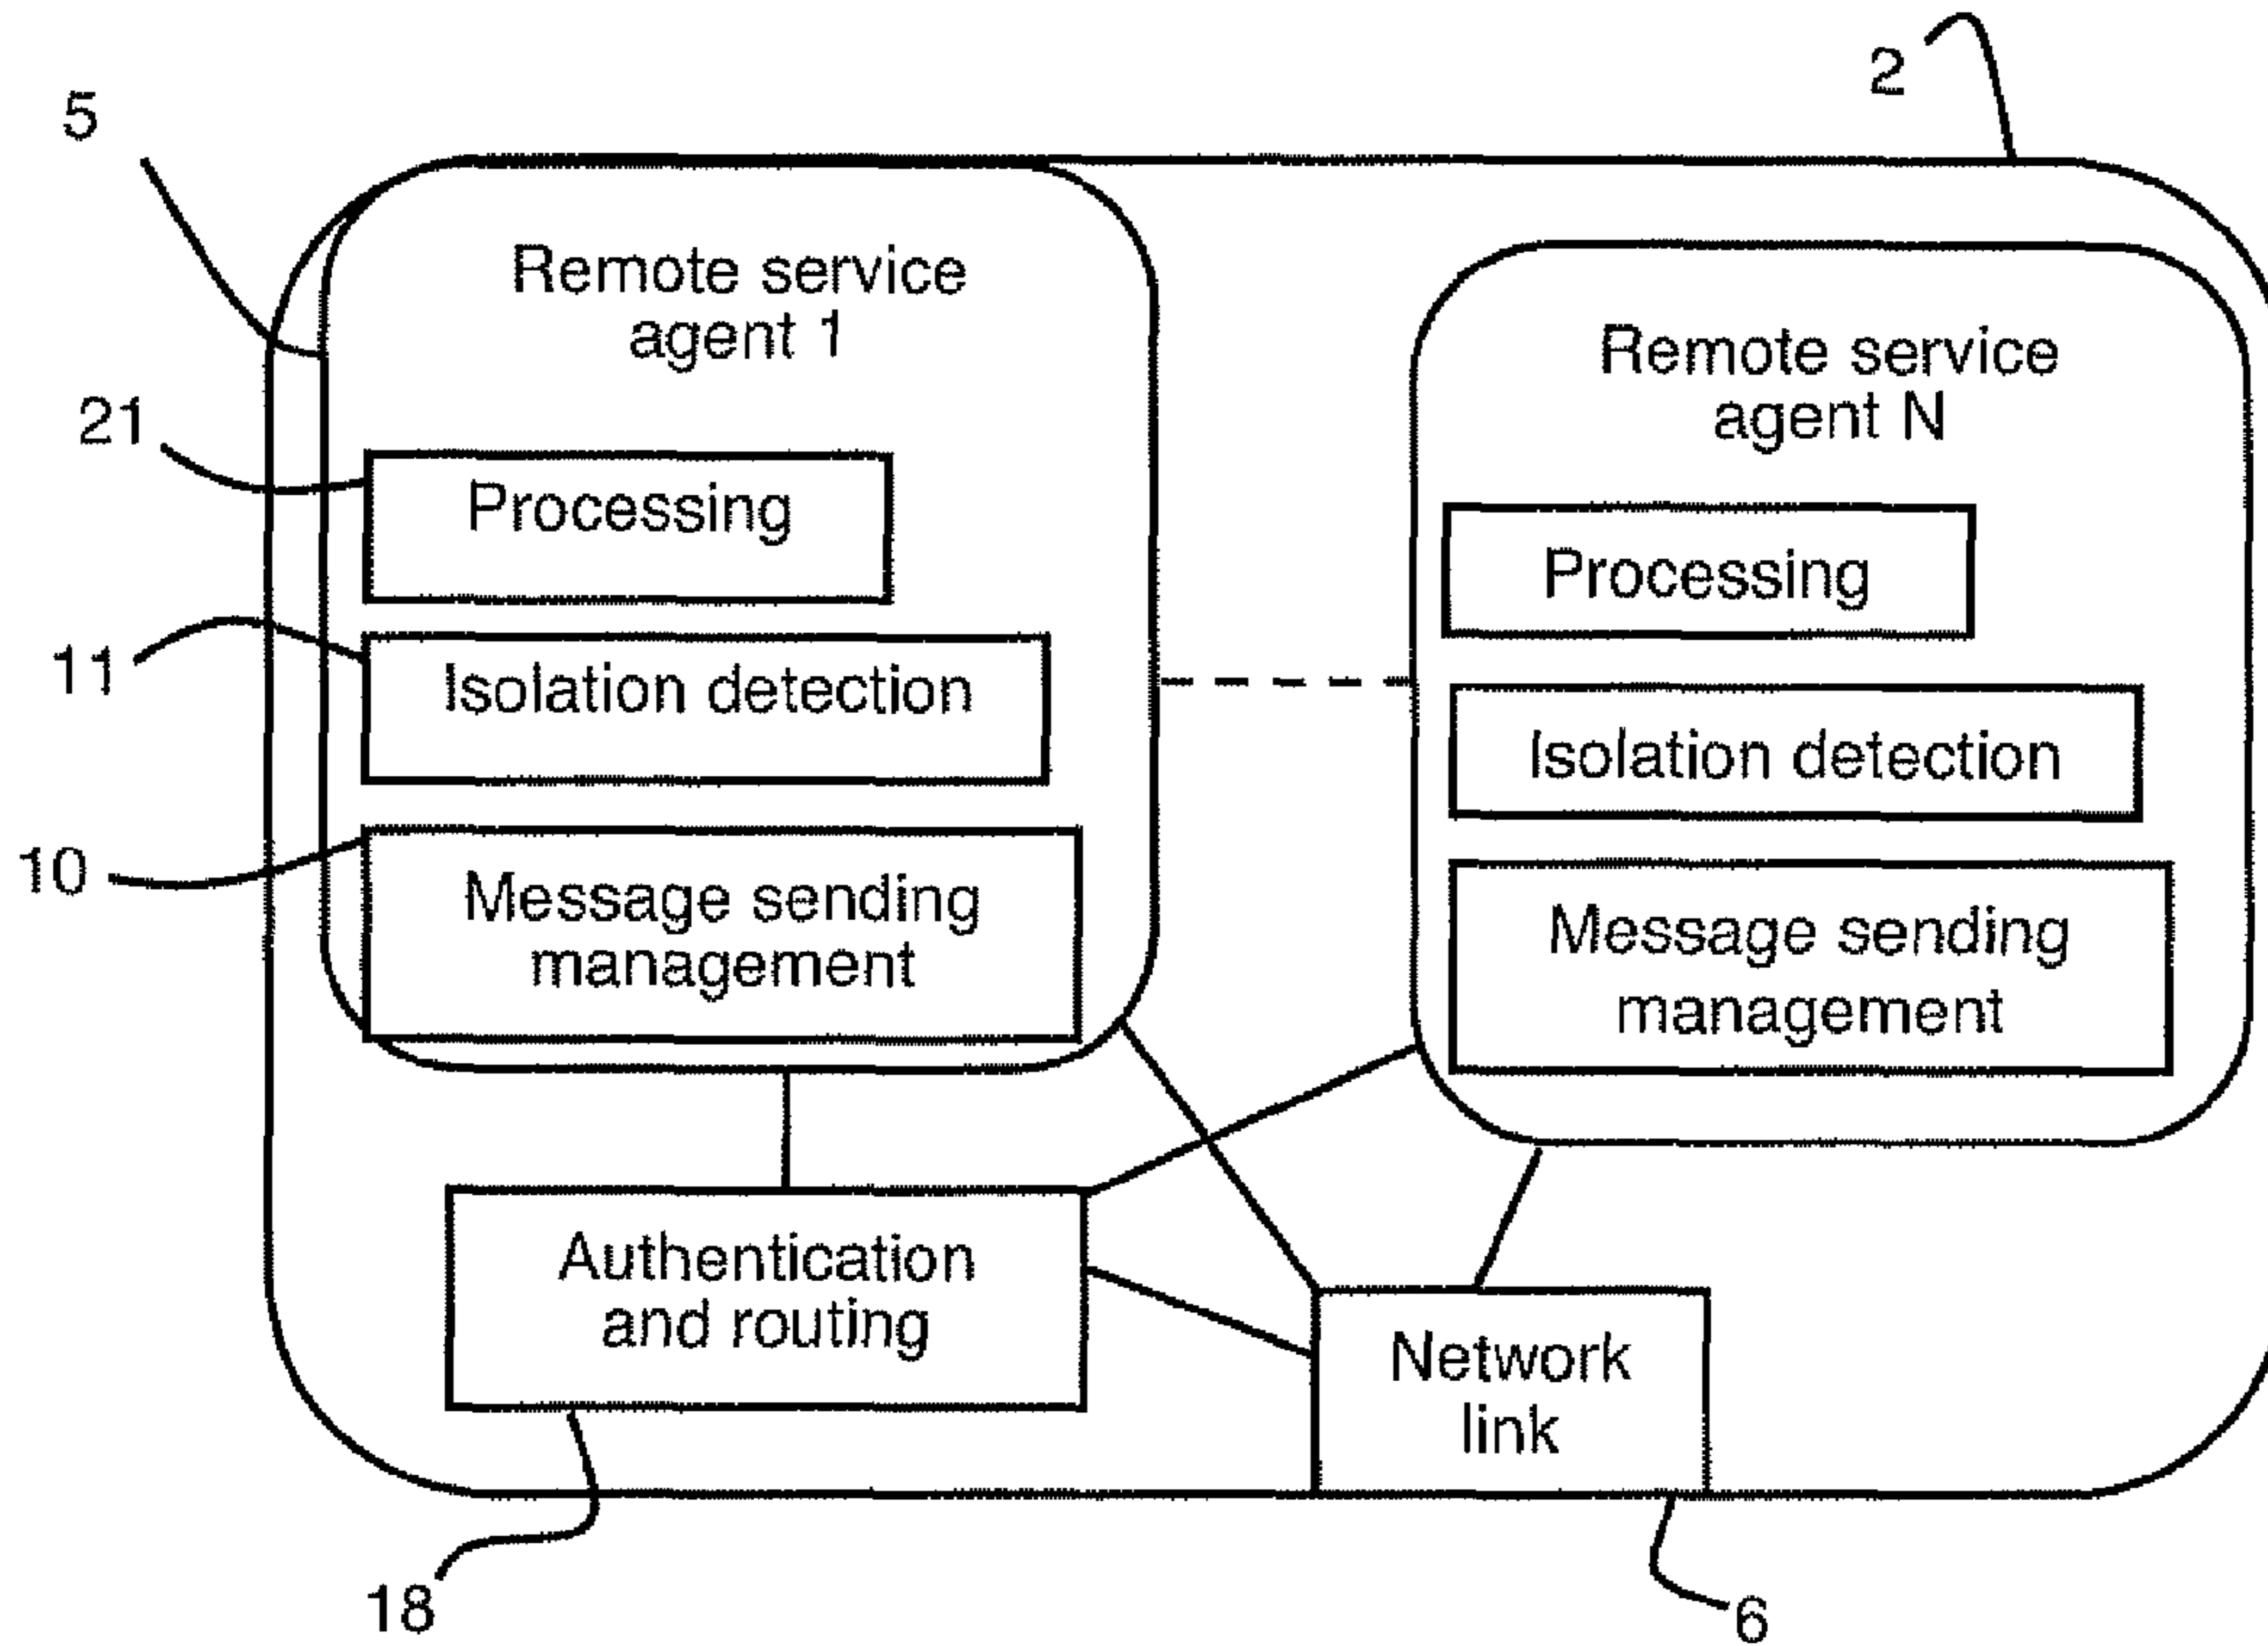 2
5
Remote service
agent 1
21
Processing
11
Isolation detection
10
Message sending
management
Remote service
agent N
Processing
Isolation detection
Message sending
management
Authentication
and routing
Network
link
18
6